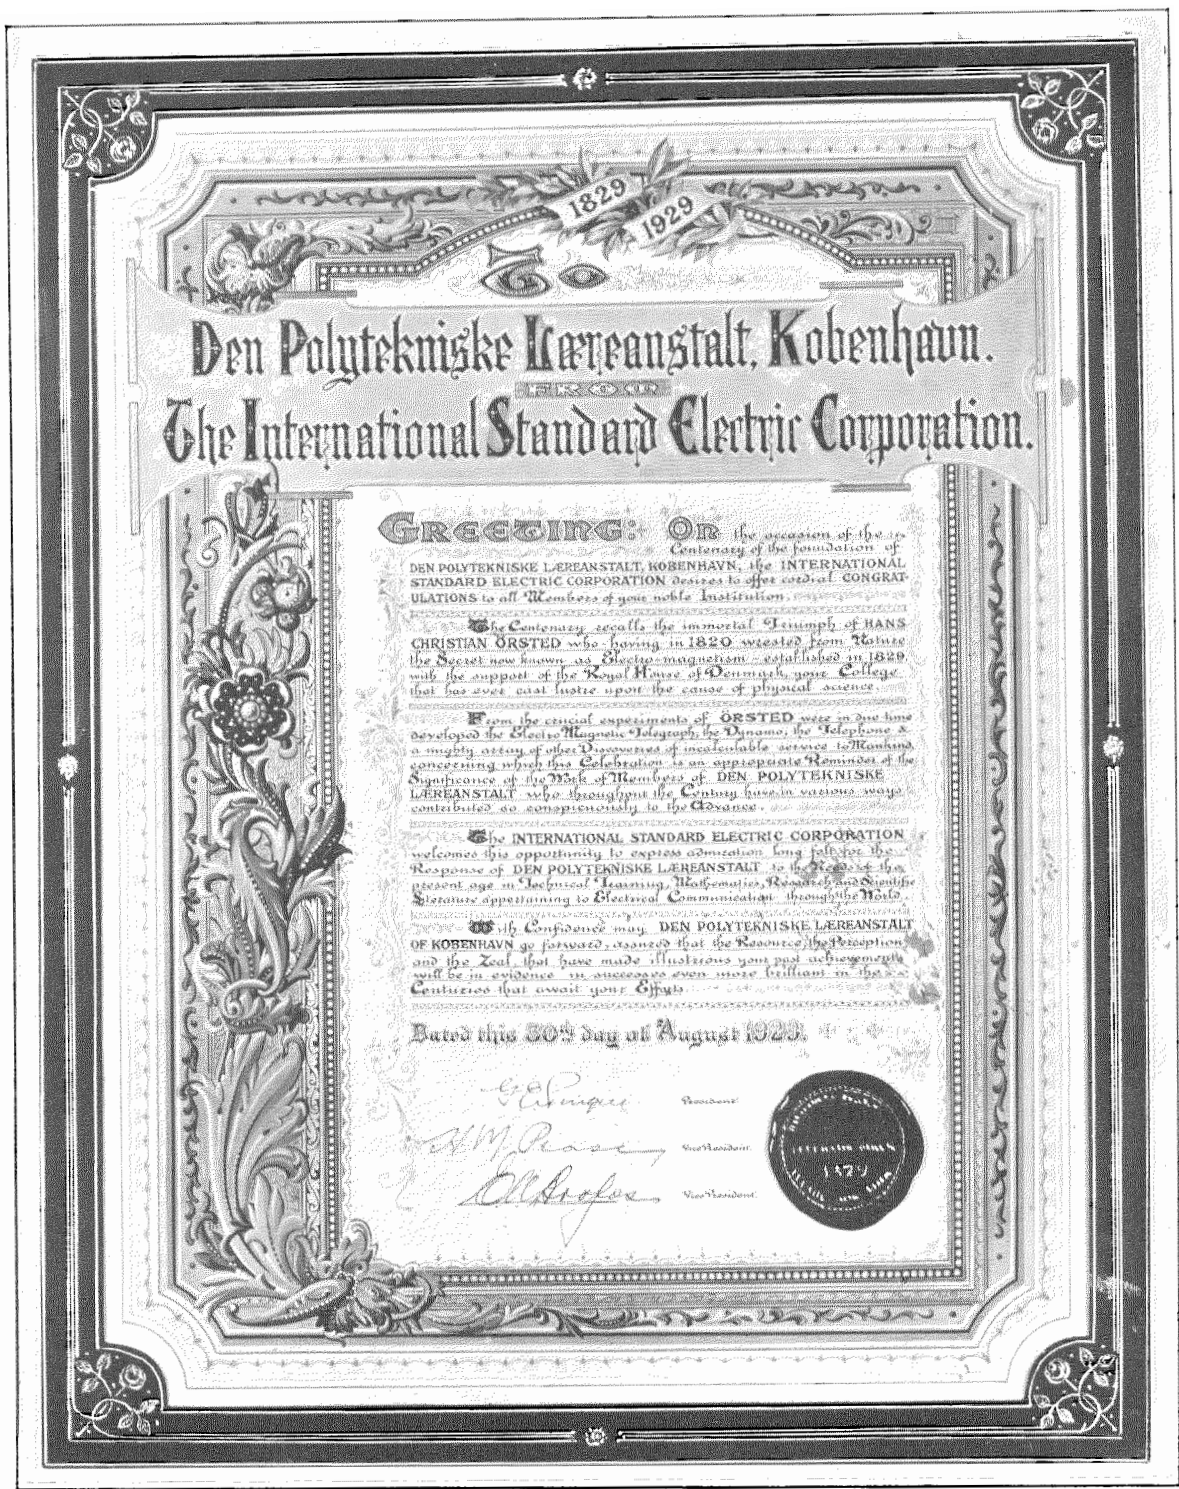 1829
1929
To
Den Polytekniske Læreanstalt, Kobenhavn.
FROM
The International Standard Electric Corporation.
GREETING: ON the occasion of the
Centenary of the foundation of
DEN POLYTEKNISKE LÆREANSTALT, KOBENHAVN, the INTERNATIONAL
STANDARD ELECTRIC CORPORATION desires to offer cordial CONGRAT-
ULATIONS to all Members of your noble Institution.
The Centenary recalls the immortal Triumph of HANS
CHRISTIAN ÖRSTED who having in 1820 wrested from Nature
the Secret now known as Electro-magnetism - established in 1829,
with the support of the Royal House of Denmark, your College
that has ever cast lustre upon the cause of physical science.
From the crucial experiments of ÖRSTED were in due time
developed the Electro Magnetic Telegraph, the Dynamo, the Telephone &
a mighty array of other Discoveries of incalculable service to Mankind,
concerning which this Celebration is an appropriate Reminder of the
Significance of the Work of Members of DEN POLYTEKNISKE
LÆREANSTALT who throughout the Century have in various ways
contributed so conspicuously to the Advance.
The INTERNATIONAL STANDARD ELECTRIC CORPORATION
welcomes this opportunity to express admiration long felt for the
Response of DEN POLYTEKNISKE LÆREANSTALT to the Needs of the
present age in Technical Training, Mathematics, Research and Scientific
Literature appertaining to Electrical Communication through the World.
With Confidence may DEN POLYTEKNISKE LÆREANSTALT
OF KOBENHAVN go forward, assured that the Resource, the Perception
and the Zeal, that have made illustrious your past achievements
will be in evidence in successes even more brilliant in the
Centuries that await your Efforts.
Dated this 30th day of August 1929.
President
H M Pease Vice President
Vice President